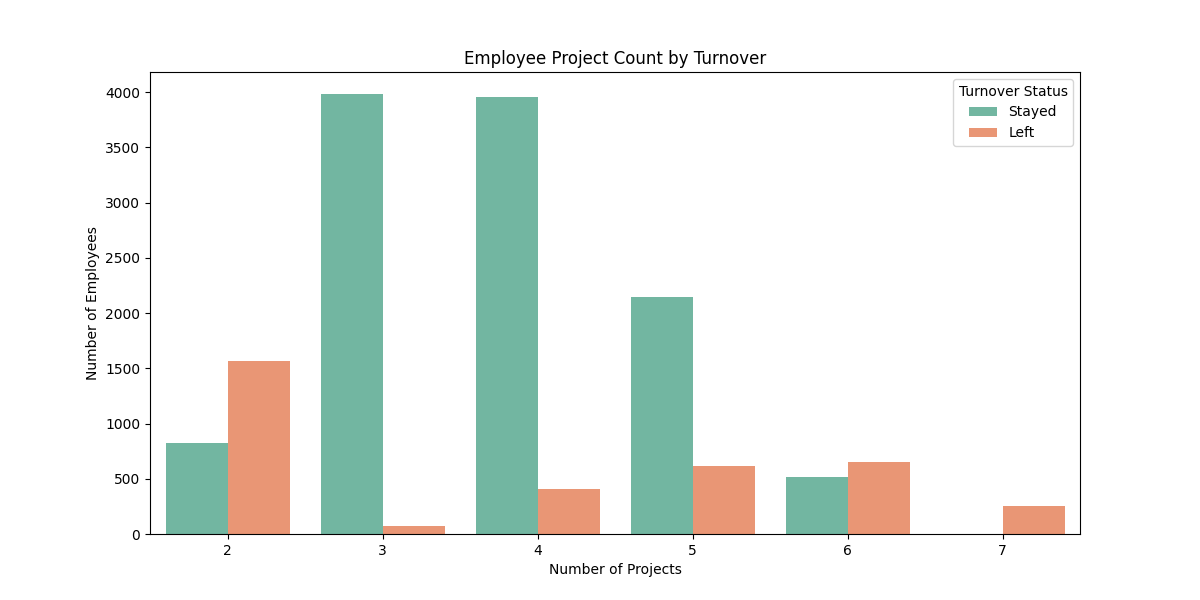 Employee Project Count by Turnover
Turnover Status
Stayed
Left
Number of Employees
4000
3500
3000
2500
2000
1500
1000
500
0
2 3 4 5 6 7
Number of Projects